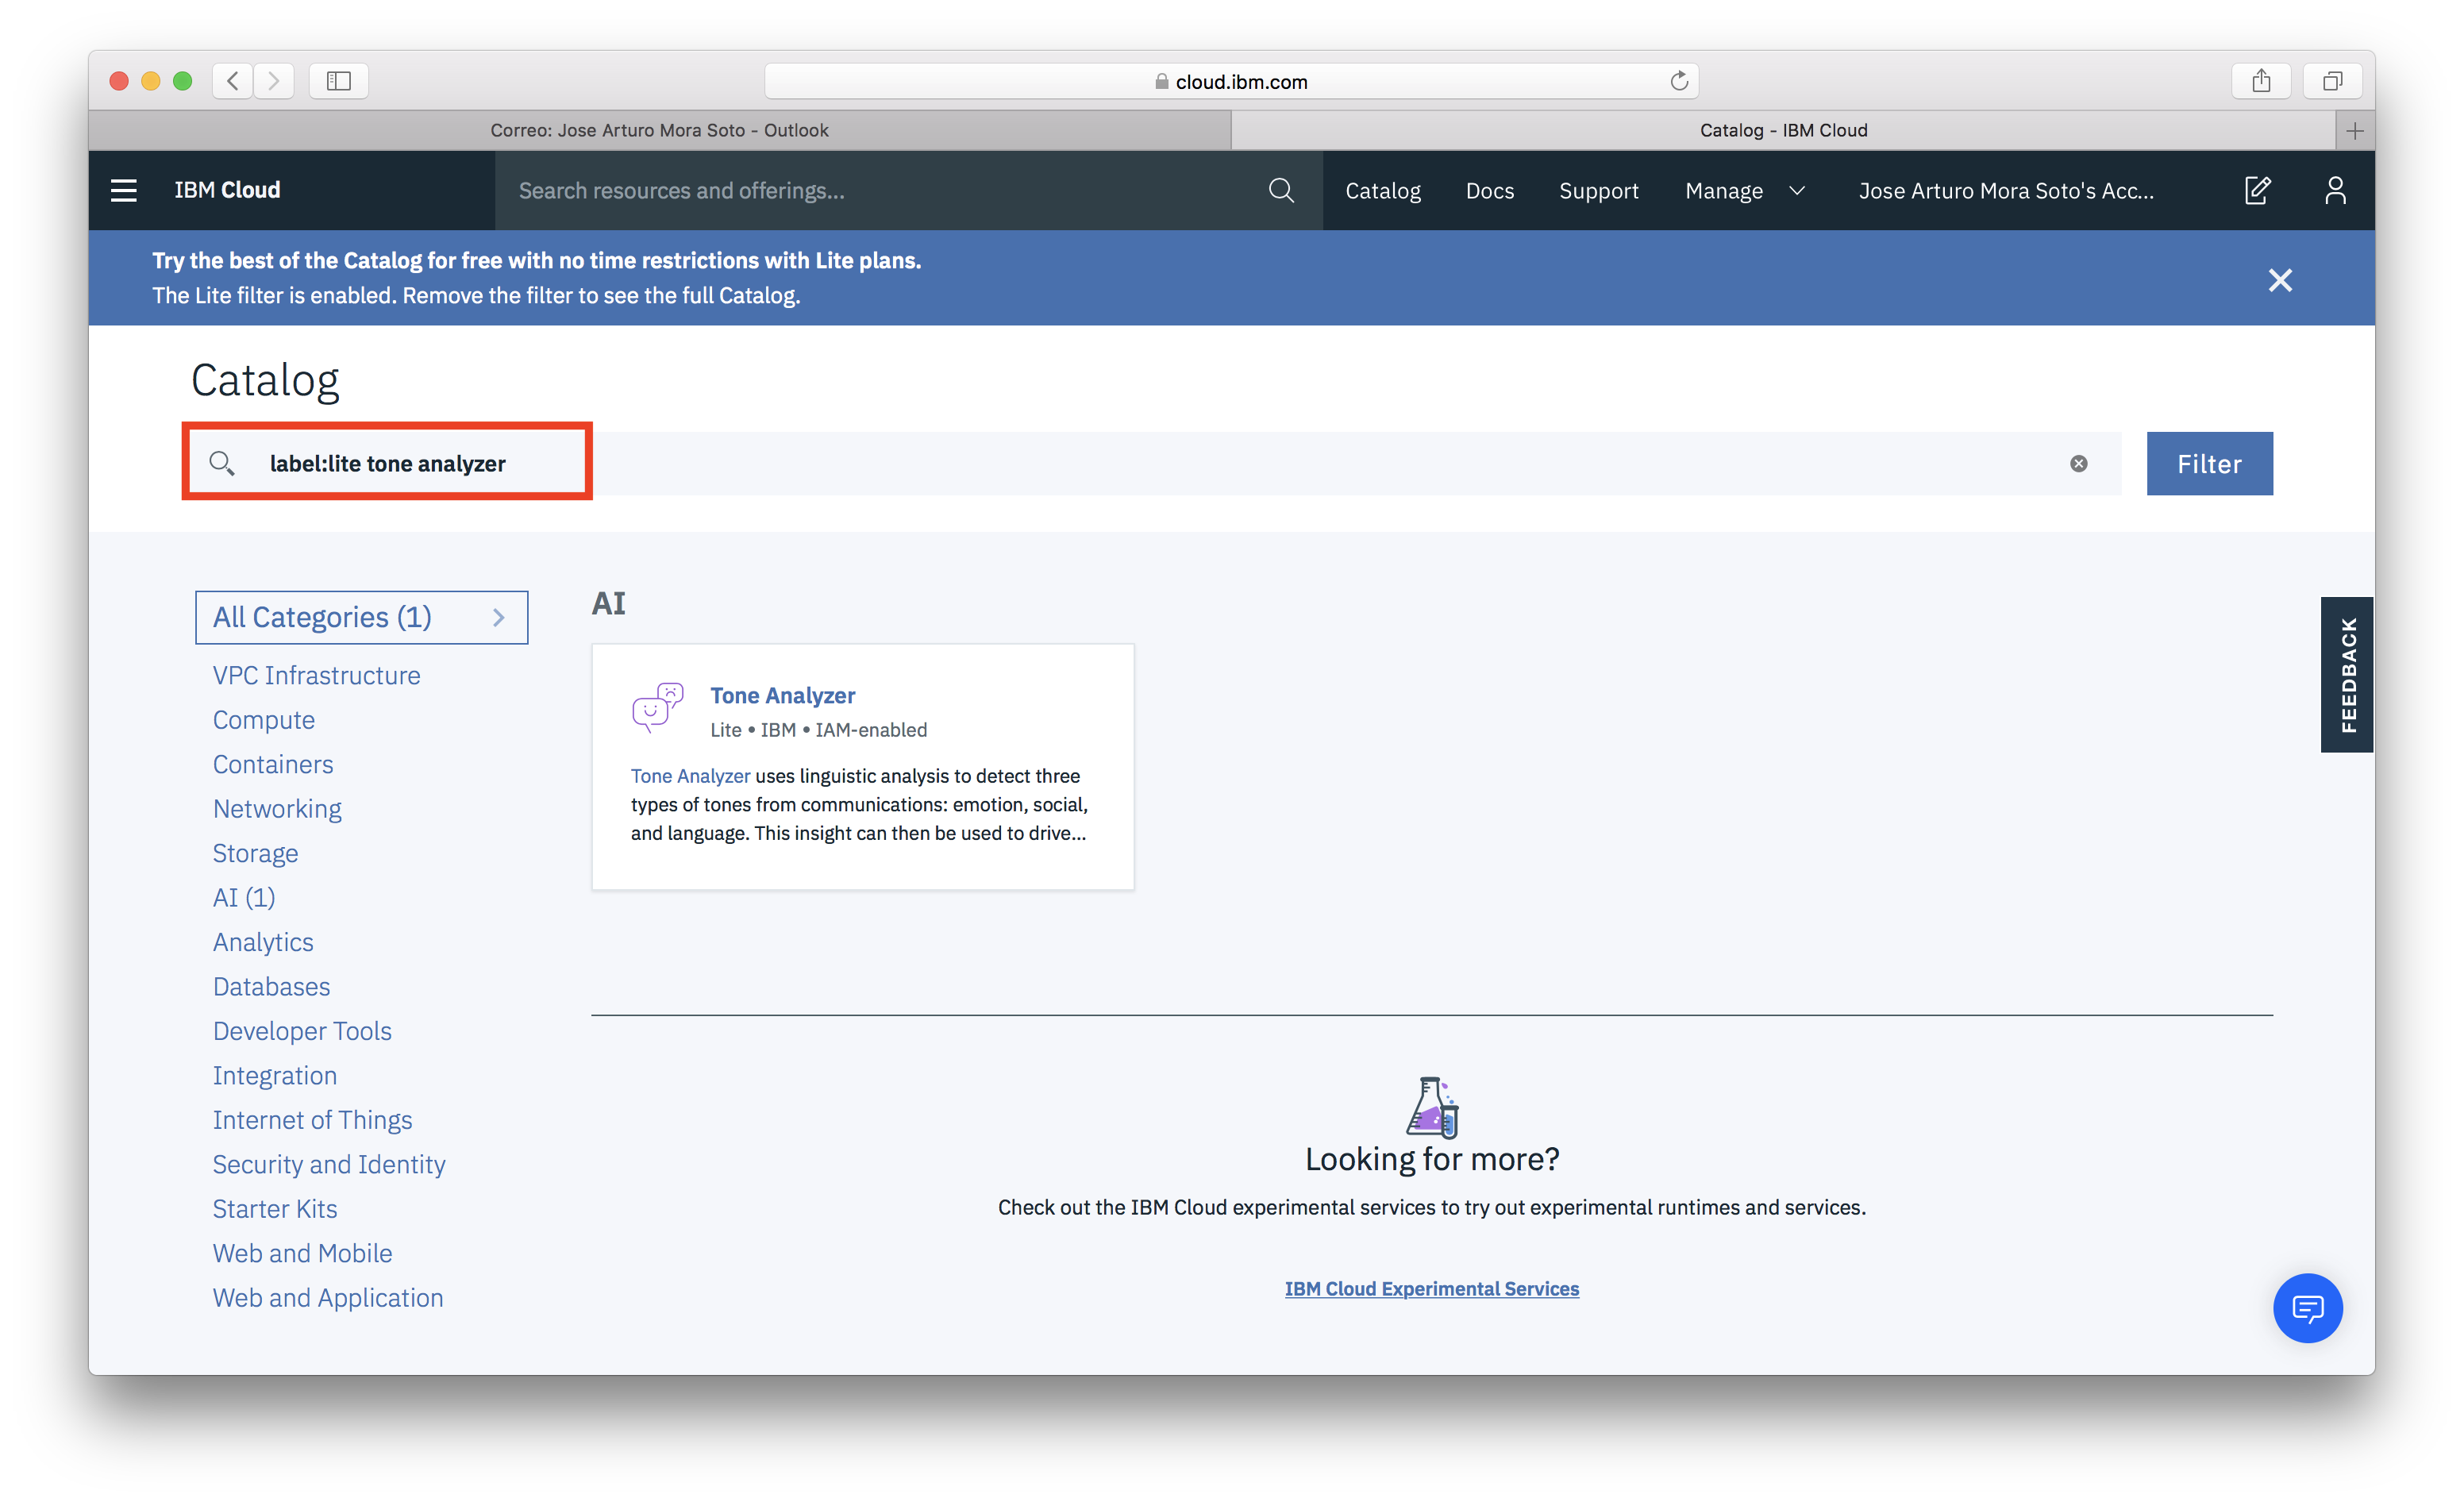 cloud.ibm.com
Correo: Jose Arturo Mora Soto - Outlook
Catalog - IBM Cloud
IBM Cloud
Search resources and offerings...
Catalog
Docs
Support
Manage
Jose Arturo Mora Soto's Acc...
Try the best of the Catalog for free with no time restrictions with Lite plans.
The Lite filter is enabled. Remove the filter to see the full Catalog.
Catalog
label:lite tone analyzer
Filter
All Categories (1)
VPC Infrastructure
Compute
Containers
Networking
Storage
AI (1)
Analytics
Databases
Developer Tools
Integration
Internet of Things
Security and Identity
Starter Kits
Web and Mobile
Web and Application
AI
Tone Analyzer
Lite • IBM • IAM-enabled
Tone Analyzer uses linguistic analysis to detect three
types of tones from communications: emotion, social,
and language. This insight can then be used to drive...
FEEDBACK
Looking for more?
Check out the IBM Cloud experimental services to try out experimental runtimes and services.
IBM Cloud Experimental Services